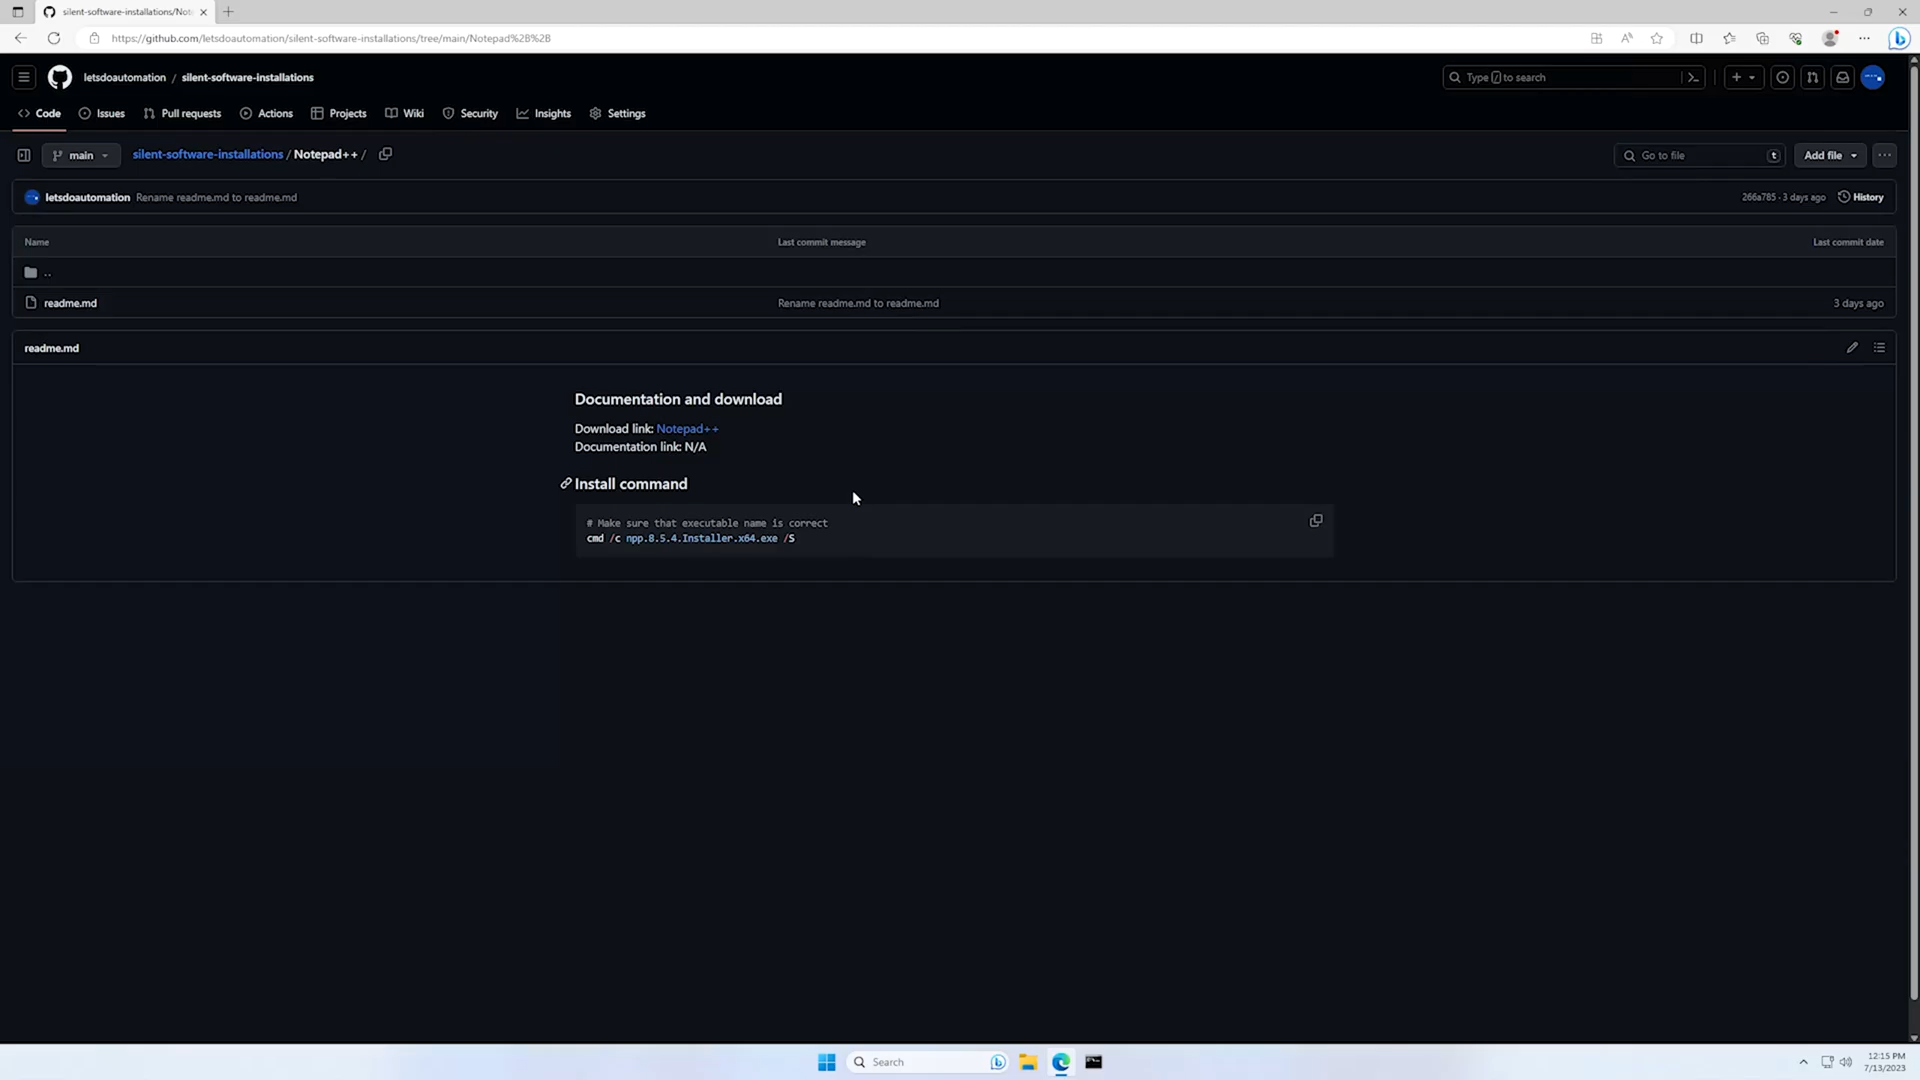 silent-software-installations/Not
https://github.com/letsdoautomation/silent-software-installations/tree/main/Notepad%2B%2B
letsdoautomation / silent-software-installations
Type / to search
Code Issues Pull requests Actions Projects Wiki Security Insights Settings
main silent-software-installations / Notepad++ / Go to file t Add file
letsdoautomation Rename readme.md to readme.md 266a785 · 3 days ago History
Name Last commit message Last commit date
..
readme.md Rename readme.md to readme.md 3 days ago
readme.md
Documentation and download
Download link: Notepad++
Documentation link: N/A
Install command
# Make sure that executable name is correct
cmd /c npp.8.5.4.Installer.x64.exe /S
Search
12:15 PM
7/13/2023